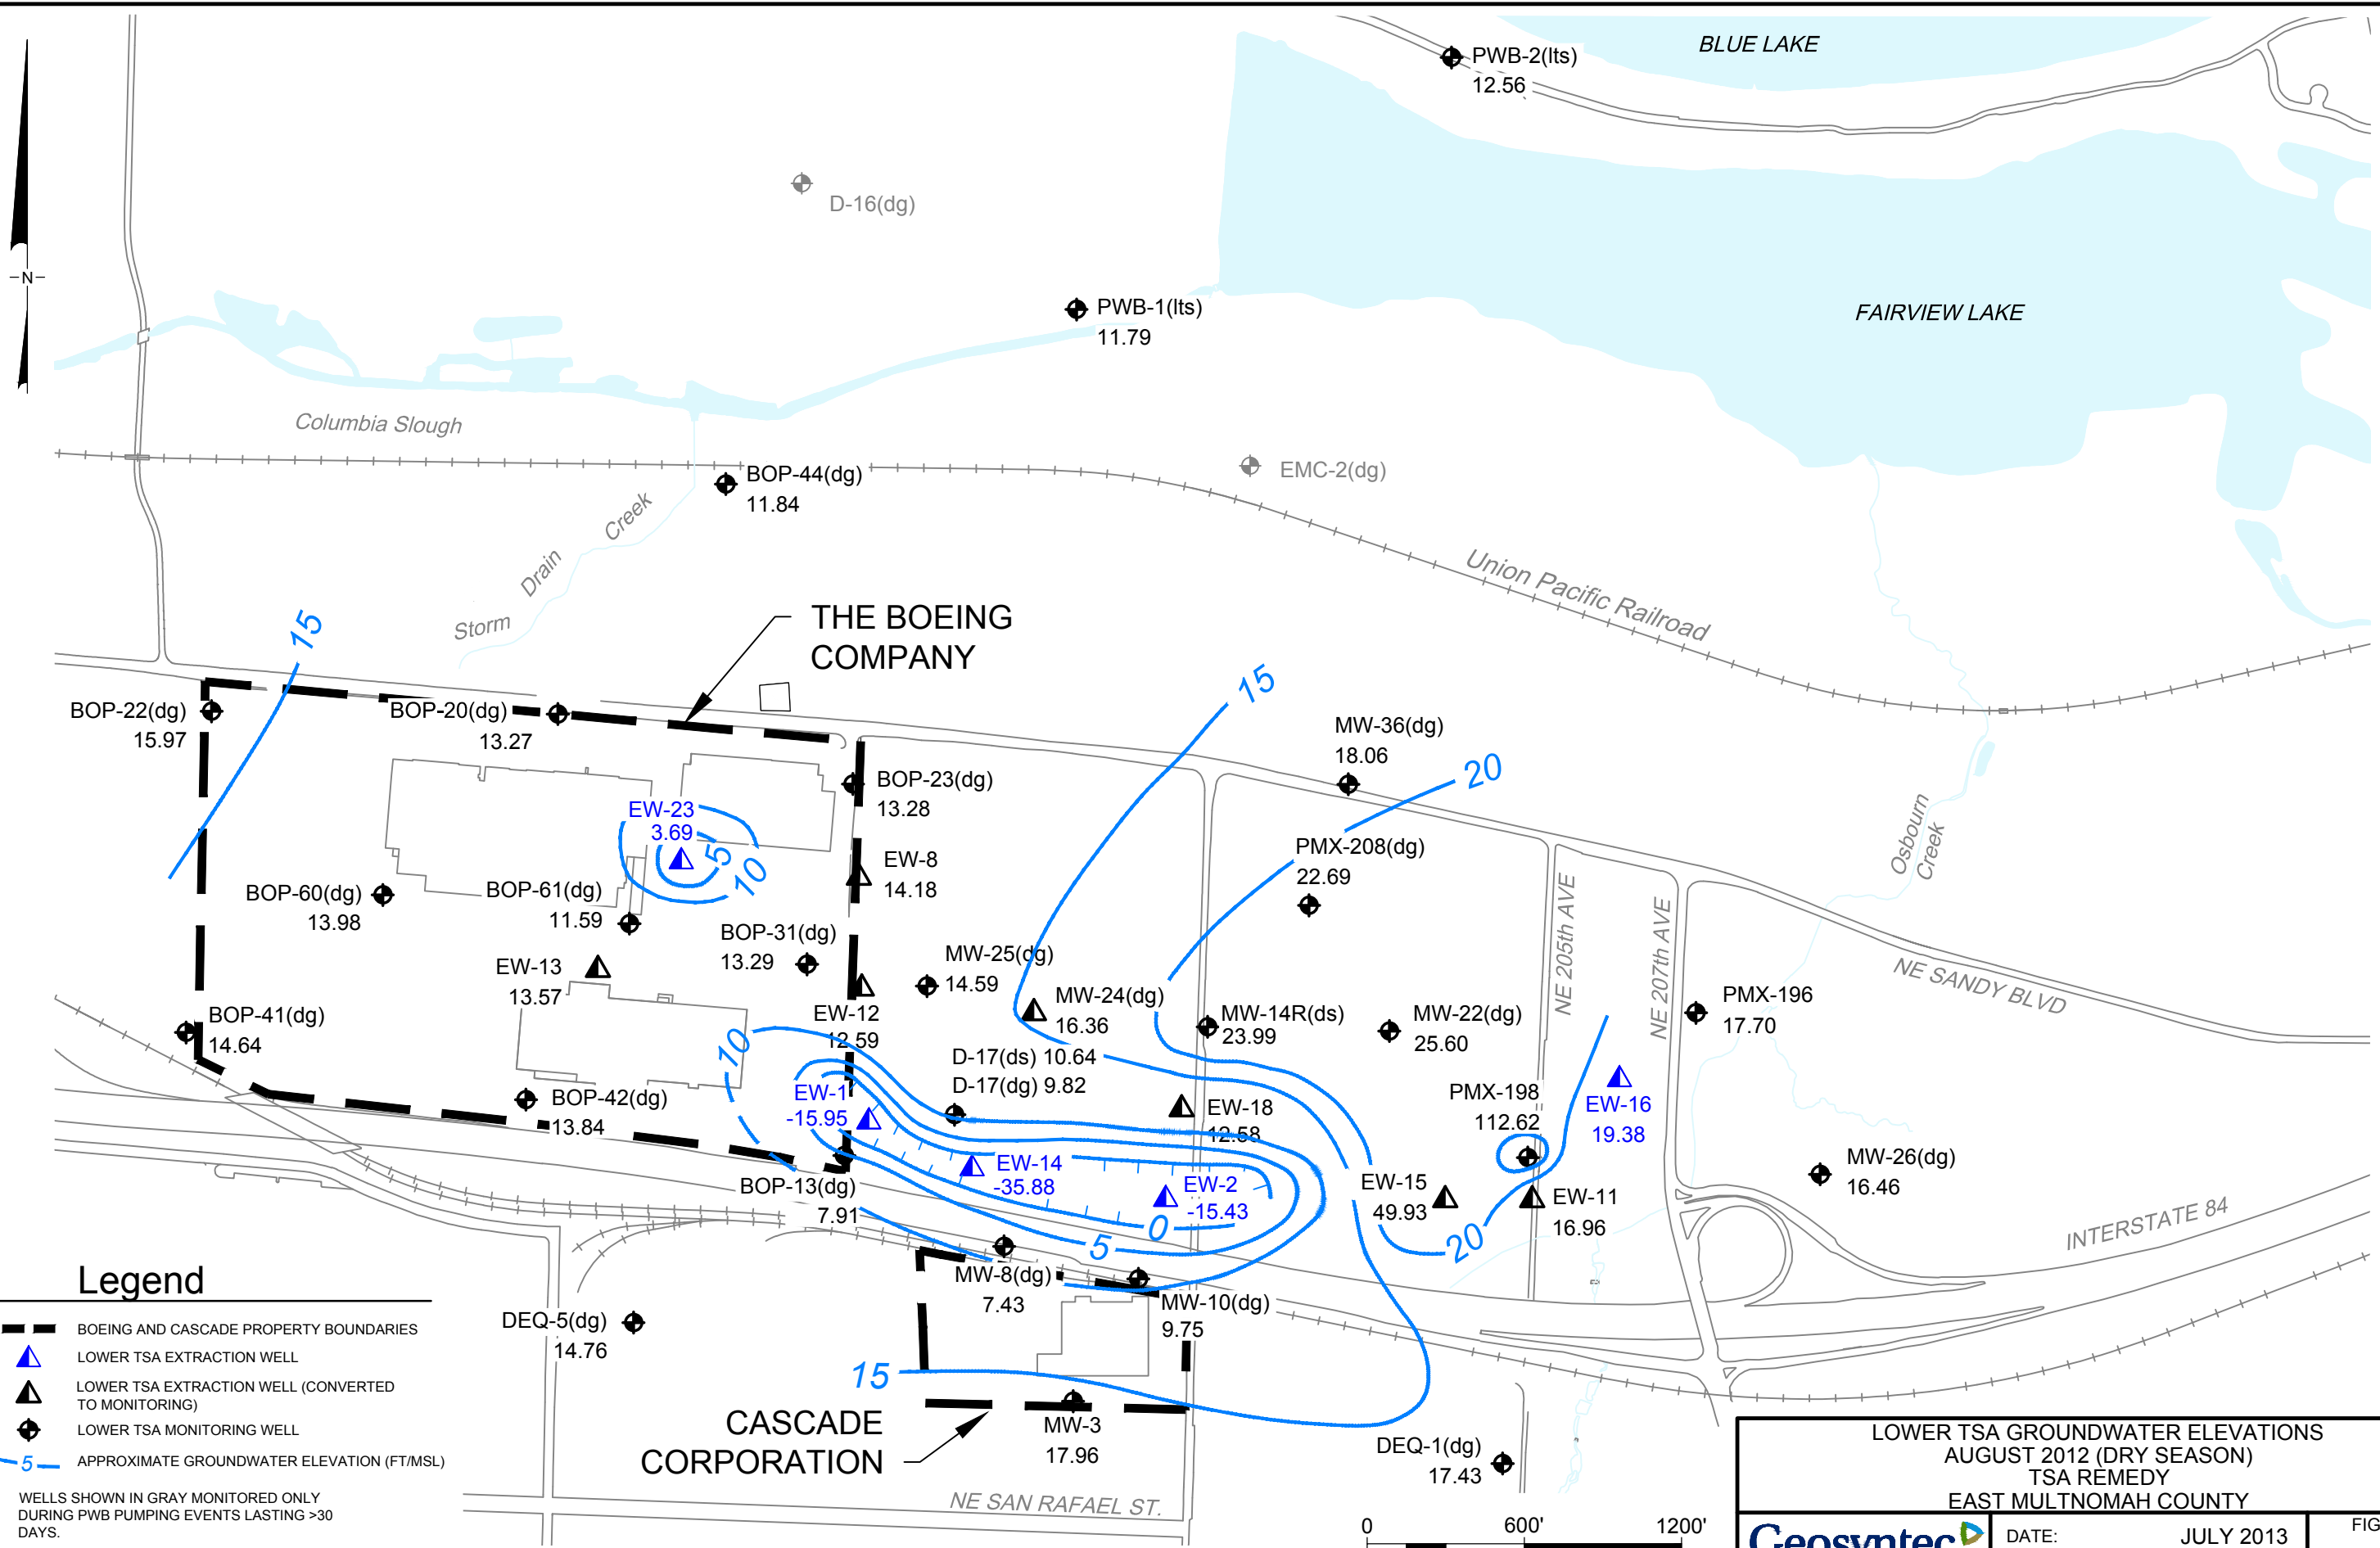 BLUE LAKE
PWB-2(lts)
12.56
D-16(dg)
-N-
PWB-1(lts)
11.79
FAIRVIEW LAKE
Columbia Slough
BOP-44(dg)
11.84
EMC-2(dg)
Storm Drain Creek
Union Pacific Railroad
THE BOEING
COMPANY
15
15
BOP-22(dg)
15.97
BOP-20(dg)
13.27
MW-36(dg)
18.06
20
BOP-23(dg)
13.28
EW-23
3.69
5
10
EW-8
14.18
PMX-208(dg)
22.69
Osbourn
Creek
BOP-60(dg)
13.98
BOP-61(dg)
11.59
BOP-31(dg)
13.29
MW-25(dg)
14.59
NE 205th AVE
NE 207th AVE
NE SANDY BLVD
EW-13
13.57
EW-12
12.59
MW-24(dg)
16.36
MW-14R(ds)
23.99
MW-22(dg)
25.60
PMX-196
17.70
BOP-41(dg)
14.64
10
D-17(ds) 10.64
D-17(dg) 9.82
BOP-42(dg)
13.84
EW-1
-15.95
EW-18
12.58
PMX-198
112.62
EW-16
19.38
EW-14
-35.88
EW-2
-15.43
EW-15
49.93
EW-11
16.96
MW-26(dg)
16.46
BOP-13(dg)
7.91
0
5
20
INTERSTATE 84
MW-8(dg)
7.43
MW-10(dg)
9.75
DEQ-5(dg)
14.76
15
MW-3
17.96
CASCADE
CORPORATION
DEQ-1(dg)
17.43
NE SAN RAFAEL ST.
Legend
BOEING AND CASCADE PROPERTY BOUNDARIES
LOWER TSA EXTRACTION WELL
LOWER TSA EXTRACTION WELL (CONVERTED
TO MONITORING)
LOWER TSA MONITORING WELL
5 APPROXIMATE GROUNDWATER ELEVATION (FT/MSL)
WELLS SHOWN IN GRAY MONITORED ONLY
DURING PWB PUMPING EVENTS LASTING >30
DAYS.
0 600' 1200'
LOWER TSA GROUNDWATER ELEVATIONS
AUGUST 2012 (DRY SEASON)
TSA REMEDY
EAST MULTNOMAH COUNTY
Geosyntec
DATE: JULY 2013
FIG